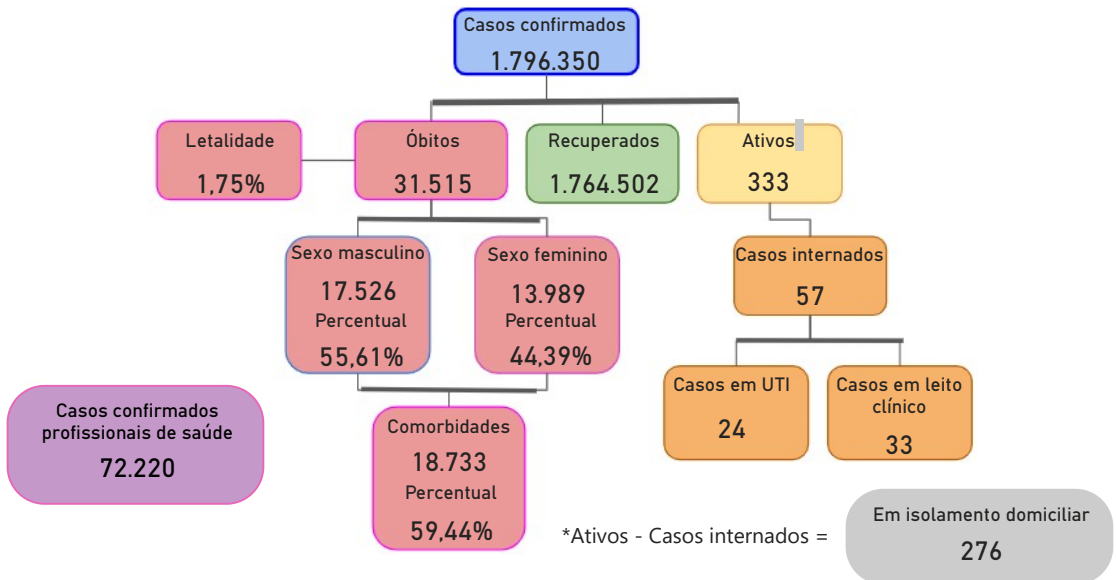 Casos confirmados
1.796.350
Letalidade
1,75%
Óbitos
31.515
Recuperados
1.764.502
Ativos
333
Sexo masculino
17.526
Percentual
55,61%
Sexo feminino
13.989
Percentual
44,39%
Casos internados
57
Casos em UTI
24
Casos em leito
clínico
33
Casos confirmados
profissionais de saúde
72.220
Comorbidades
18.733
Percentual
59,44%
*Ativos - Casos internados =
Em isolamento domiciliar
276